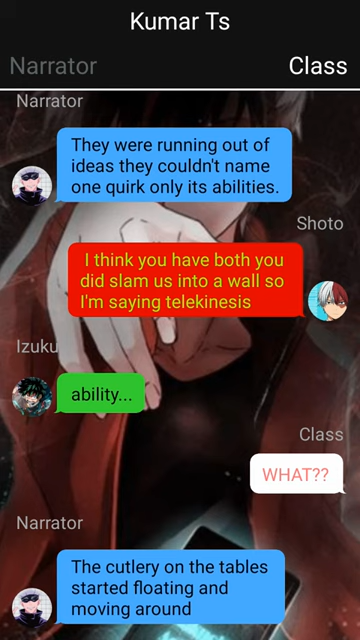 Kumar Ts
Narrator Class
Narrator
They were running out of
ideas they couldn't name
one quirk only its abilities.
Shoto
I think you have both you
did slam us into a wall so
I'm saying telekinesis
Izuku
ability...
Class
WHAT??
Narrator
The cutlery on the tables
started floating and
moving around